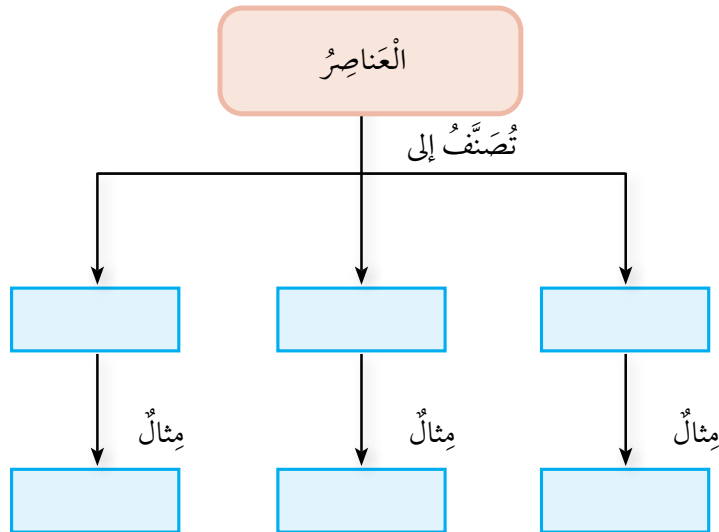 الْعَناصِرُ
تُصَنَّفُ إلى
مِثالٌ
مِثالٌ
مِثالٌ